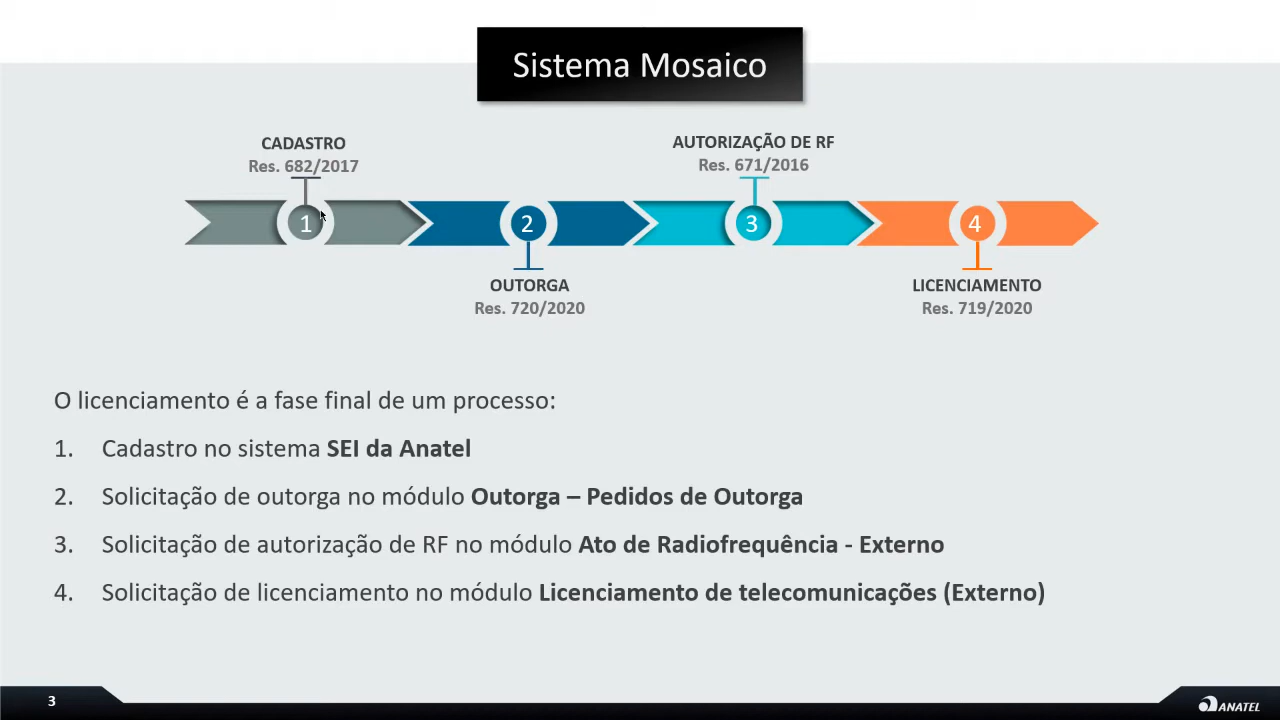 Sistema Mosaico
CADASTRO
Res. 682/2017
AUTORIZAÇÃO DE RF
Res. 671/2016
1
2
3
4
OUTORGA
Res. 720/2020
LICENCIAMENTO
Res. 719/2020
O licenciamento é a fase final de um processo:
1. Cadastro no sistema SEI da Anatel
2. Solicitação de outorga no módulo Outorga – Pedidos de Outorga
3. Solicitação de autorização de RF no módulo Ato de Radiofrequência - Externo
4. Solicitação de licenciamento no módulo Licenciamento de telecomunicações (Externo)
3
ANATEL